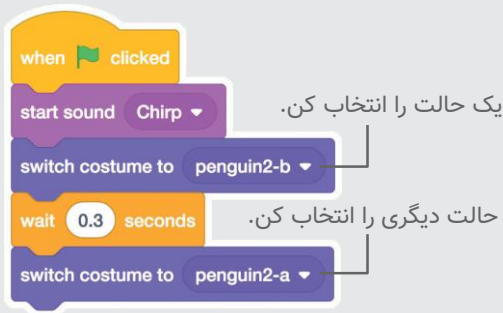 when clicked
start sound Chirp
یک حالت را انتخاب کن.
switch costume to penguin2-b
wait 0.3 seconds
حالت دیگری را انتخاب کن.
switch costume to penguin2-a